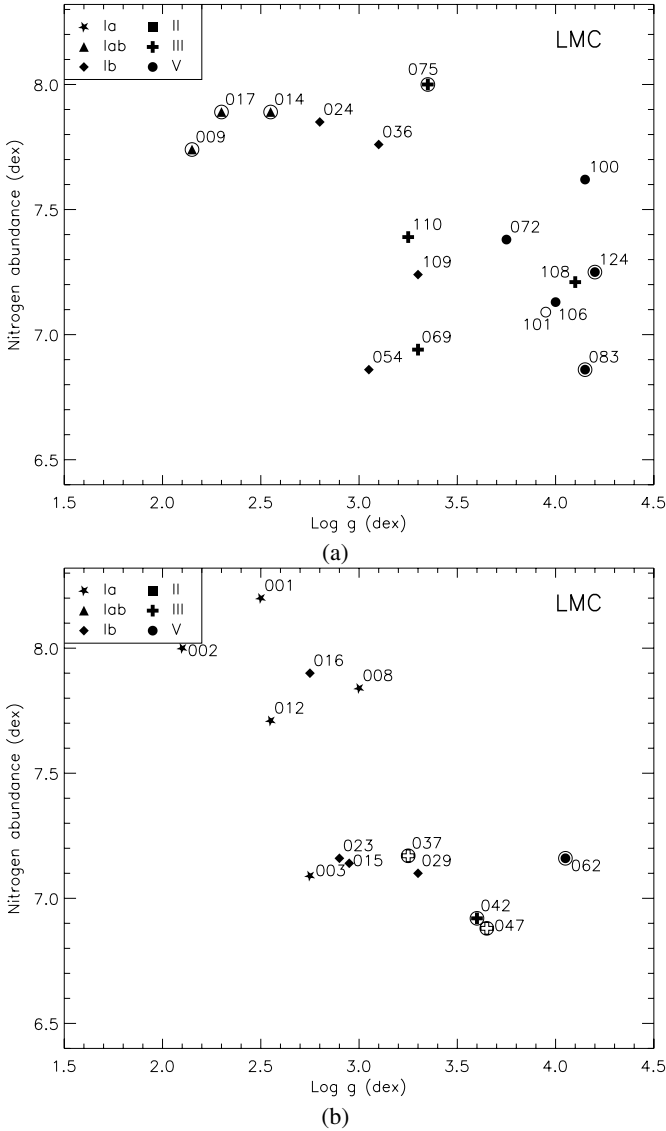 Ia II
Iab III
Ib V
LMC
075
017 014 024
009 036
100
110 072
109 108 124
101 106
069
054 083
8.0
7.5
7.0
6.5
Nitrogen abundance (dex)
1.5 2.0 2.5 3.0 3.5 4.0 4.5
Log g (dex)
(a)
Ia II
Iab III
Ib V
LMC
001
002 016 008
012
023 037
003 015 029 062
042
047
8.0
7.5
7.0
6.5
Nitrogen abundance (dex)
1.5 2.0 2.5 3.0 3.5 4.0 4.5
Log g (dex)
(b)